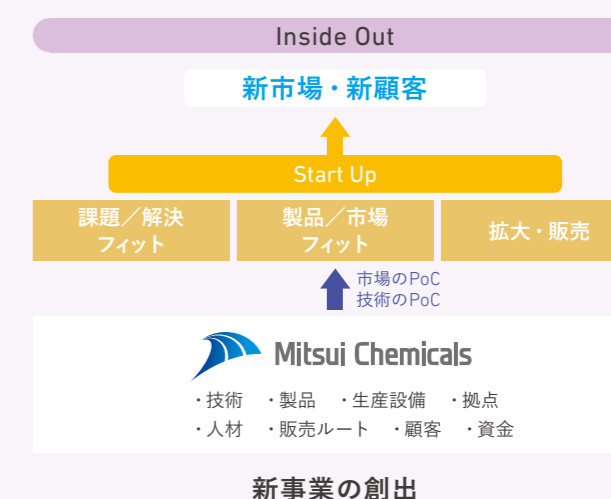 Inside Out
新市場・新顧客
Start Up
課題／解決
フィット
製品／市場
フィット
拡大・販売
市場のPoC
技術のPoC
Mitsui Chemicals
・技術 ・製品 ・生産設備 ・拠点
・人材 ・販売ルート ・顧客 ・資金
新事業の創出